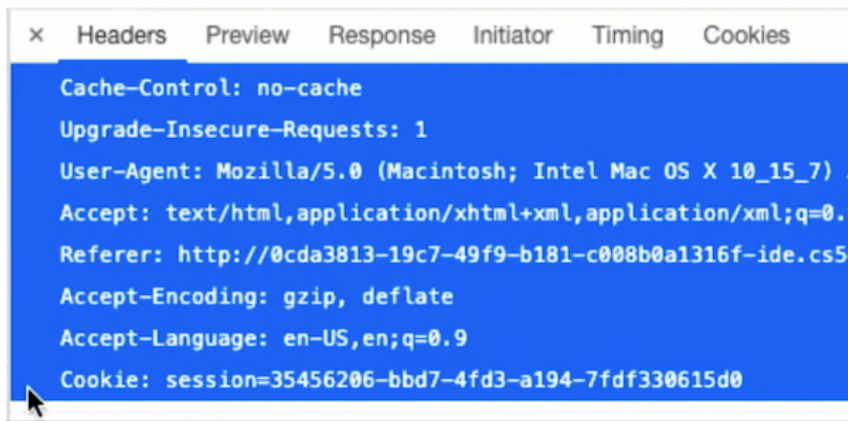 × Headers Preview Response Initiator Timing Cookies
Cache-Control: no-cache
Upgrade-Insecure-Requests: 1
User-Agent: Mozilla/5.0 (Macintosh; Intel Mac OS X 10_15_7)
Accept: text/html,application/xhtml+xml,application/xml;q=0.
Referer: http://0cda3813-19c7-49f9-b181-c008b0a1316f-ide.cs5
Accept-Encoding: gzip, deflate
Accept-Language: en-US,en;q=0.9
Cookie: session=35456206-bbd7-4fd3-a194-7fdf330615d0